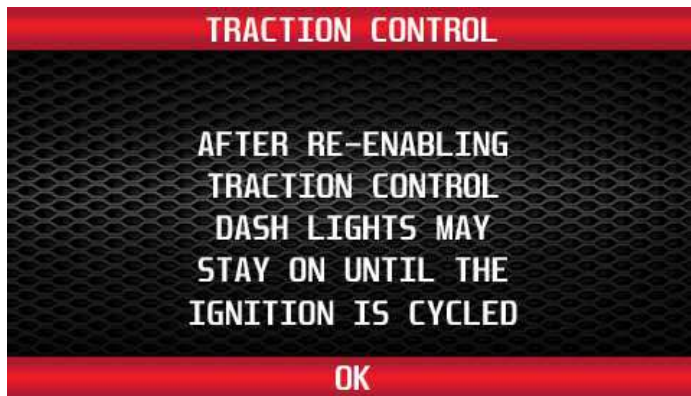 TRACTION CONTROL
AFTER RE-ENABLING
TRACTION CONTROL
DASH LIGHTS MAY
STAY ON UNTIL THE
IGNITION IS CYCLED
OK